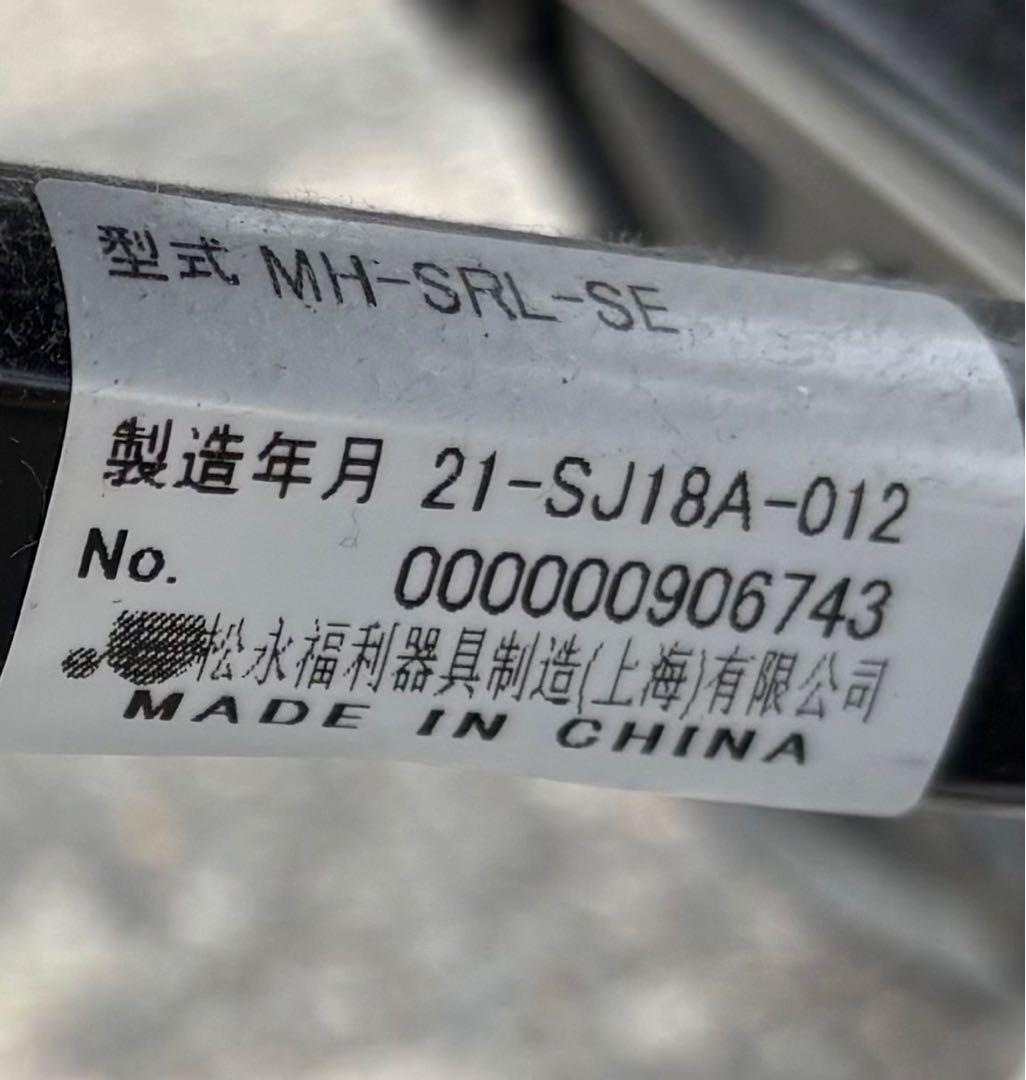 型式 MH-SRL-SE
製造年月 21-SJ18A-012
No. 000000906743
松永福利器具制造(上海)有限公司
MADE IN CHINA